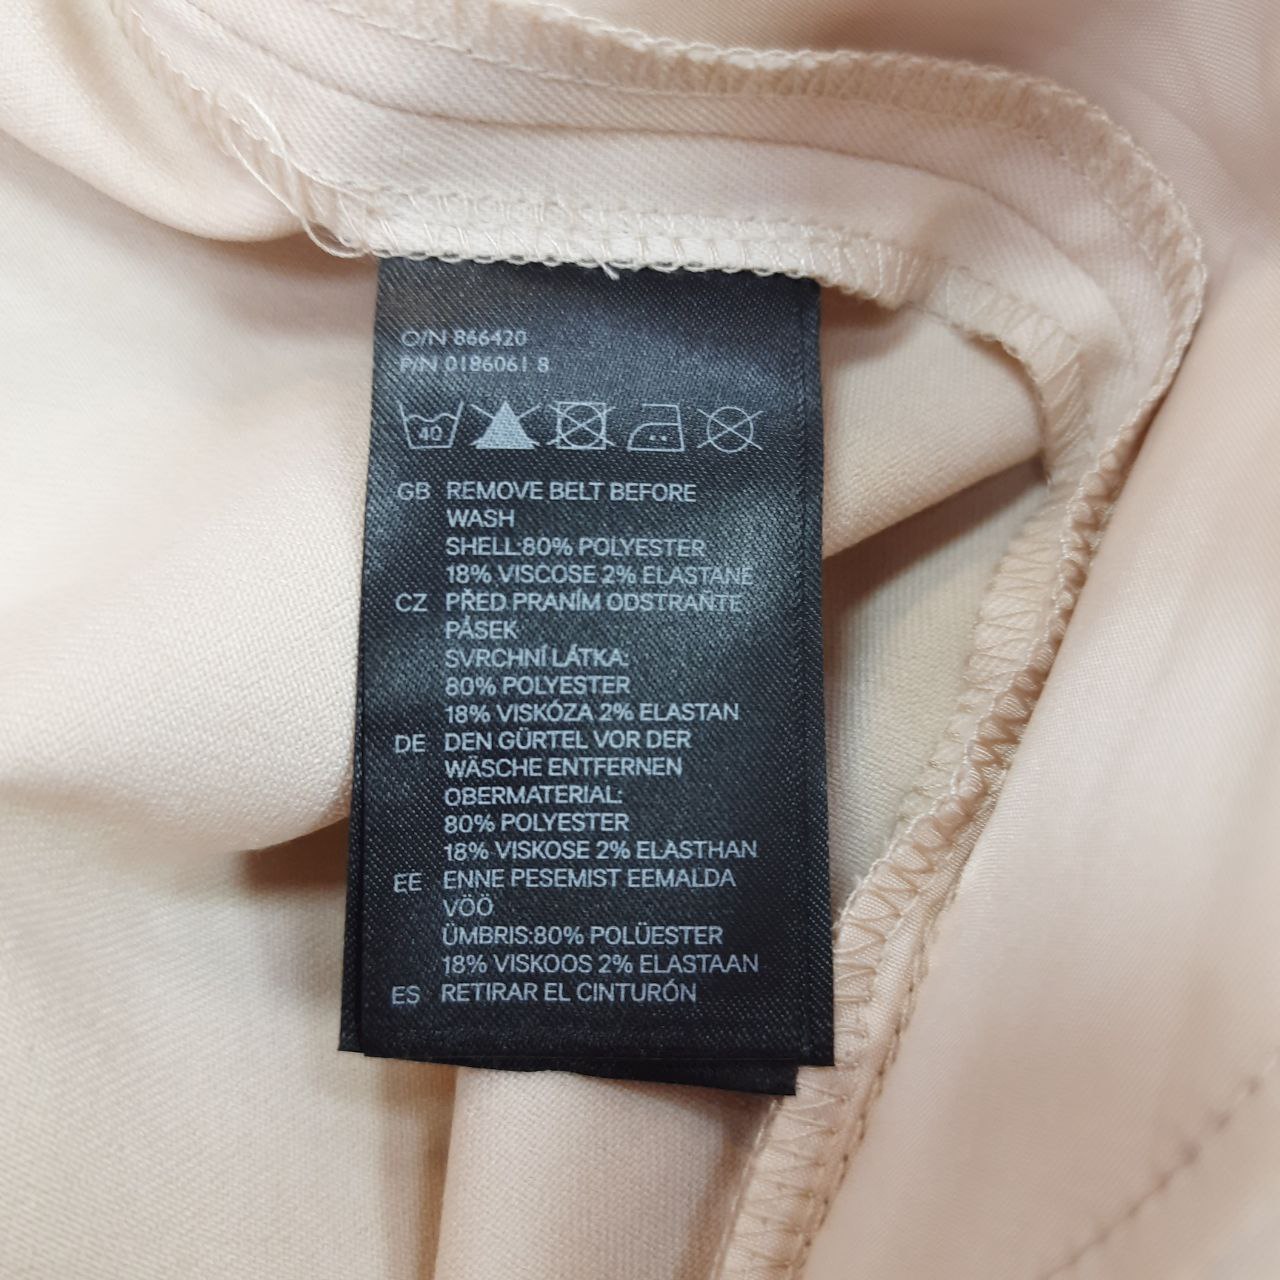 O/N 866420
P/N 0186061 8
40
GB REMOVE BELT BEFORE
WASH
SHELL:80% POLYESTER
18% VISCOSE 2% ELASTANE
CZ PŘED PRANÍM ODSTRAŇTE
PÁSEK
SVRCHNÍ LÁTKA:
80% POLYESTER
18% VISKÓZA 2% ELASTAN
DE DEN GÜRTEL VOR DER
WÄSCHE ENTFERNEN
OBERMATERIAL:
80% POLYESTER
18% VISKOSE 2% ELASTHAN
EE ENNE PESEMIST EEMALDA
VÖÖ
ÜMBRIS:80% POLÜESTER
18% VISKOOS 2% ELASTAAN
ES RETIRAR EL CINTURÓN